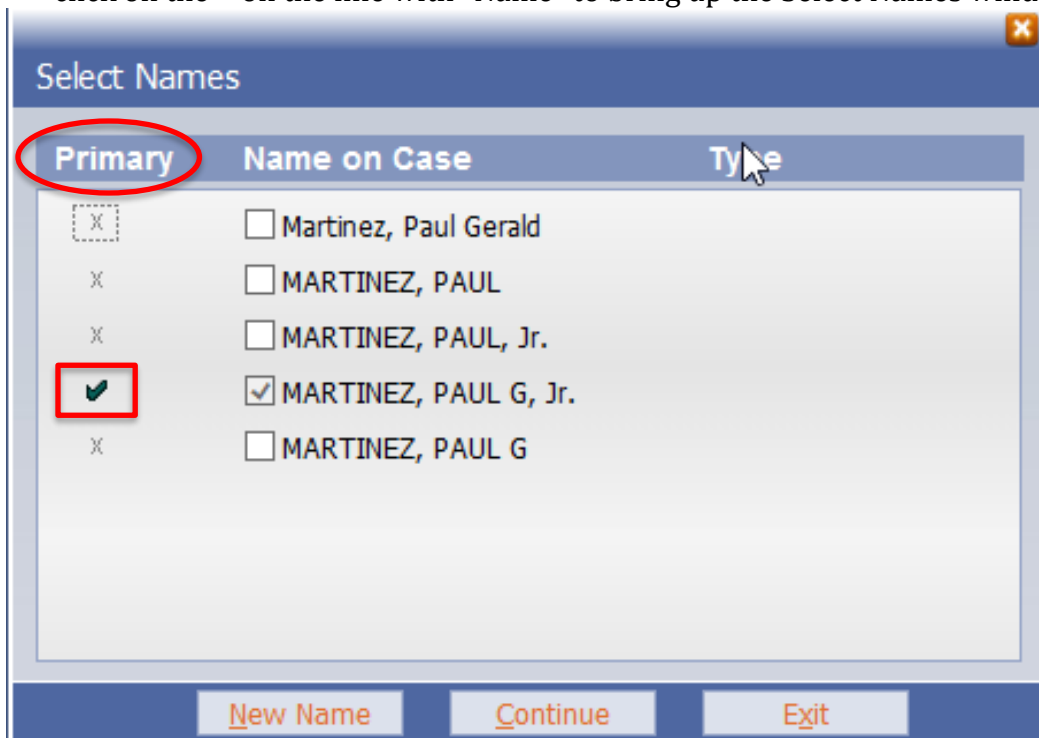 Select Names
Primary Name on Case Type
X Martinez, Paul Gerald
X MARTINEZ, PAUL
X MARTINEZ, PAUL, Jr.
MARTINEZ, PAUL G, Jr.
X MARTINEZ, PAUL G
New Name Continue Exit